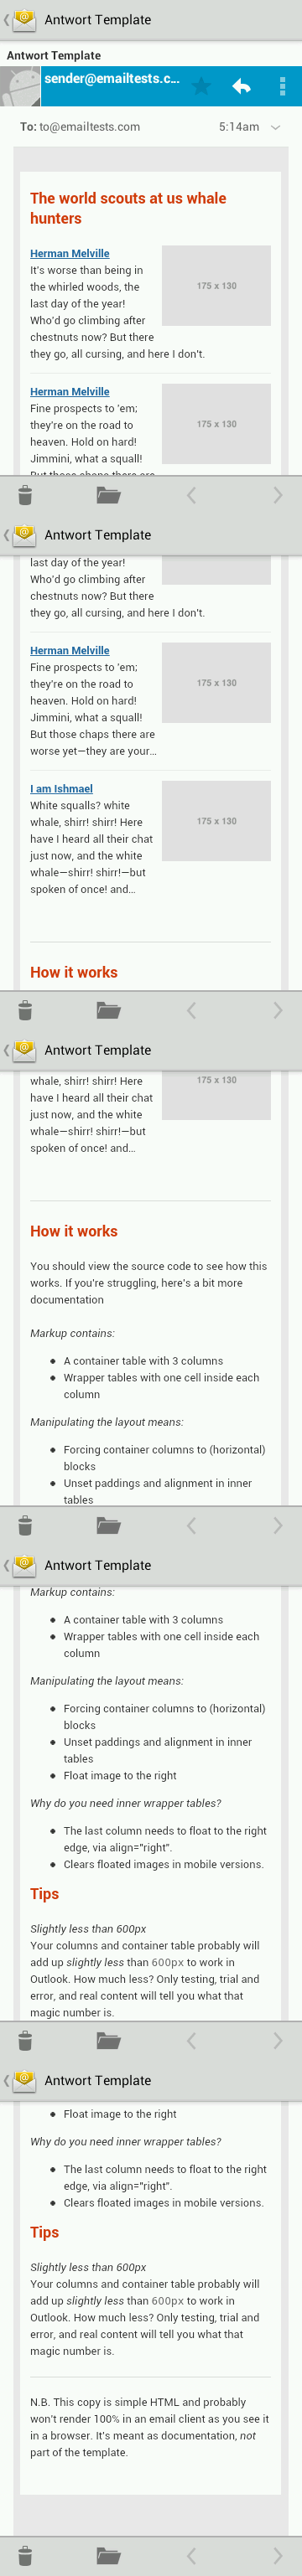 Antwort Template
Antwort Template
sender@emailtests.c...
To: to@emailtests.com 5:14am
The world scouts at us whale
hunters
Herman Melville
It's worse than being in
the whirled woods, the
last day of the year!
Who'd go climbing after
chestnuts now? But there
they go, all cursing, and here I don't.
175 x 130
Herman Melville
Fine prospects to 'em;
they're on the road to
heaven. Hold on hard!
Jimmini, what a squall!
But those chaps there are
175 x 130
Antwort Template
last day of the year!
Who'd go climbing after
chestnuts now? But there
they go, all cursing, and here I don't.
Herman Melville
Fine prospects to 'em;
they're on the road to
heaven. Hold on hard!
Jimmini, what a squall!
But those chaps there are
worse yet—they are your...
175 x 130
I am Ishmael
White squalls? white
whale, shirr! shirr! Here
have I heard all their chat
just now, and the white
whale—shirr! shirr!—but
spoken of once! and...
175 x 130
How it works
Antwort Template
whale, shirr! shirr! Here
have I heard all their chat
just now, and the white
whale—shirr! shirr!—but
spoken of once! and...
175 x 130
How it works
You should view the source code to see how this
works. If you're struggling, here's a bit more
documentation
Markup contains:
● A container table with 3 columns
● Wrapper tables with one cell inside each
column
Manipulating the layout means:
● Forcing container columns to (horizontal)
blocks
● Unset paddings and alignment in inner
tables
Antwort Template
Markup contains:
● A container table with 3 columns
● Wrapper tables with one cell inside each
column
Manipulating the layout means:
● Forcing container columns to (horizontal)
blocks
● Unset paddings and alignment in inner
tables
● Float image to the right
Why do you need inner wrapper tables?
● The last column needs to float to the right
edge, via align="right".
● Clears floated images in mobile versions.
Tips
Slightly less than 600px
Your columns and container table probably will
add up slightly less than 600px to work in
Outlook. How much less? Only testing, trial and
error, and real content will tell you what that
magic number is.
Antwort Template
● Float image to the right
Why do you need inner wrapper tables?
● The last column needs to float to the right
edge, via align="right".
● Clears floated images in mobile versions.
Tips
Slightly less than 600px
Your columns and container table probably will
add up slightly less than 600px to work in
Outlook. How much less? Only testing, trial and
error, and real content will tell you what that
magic number is.
N.B. This copy is simple HTML and probably
won't render 100% in an email client as you see it
in a browser. It's meant as documentation, not
part of the template.